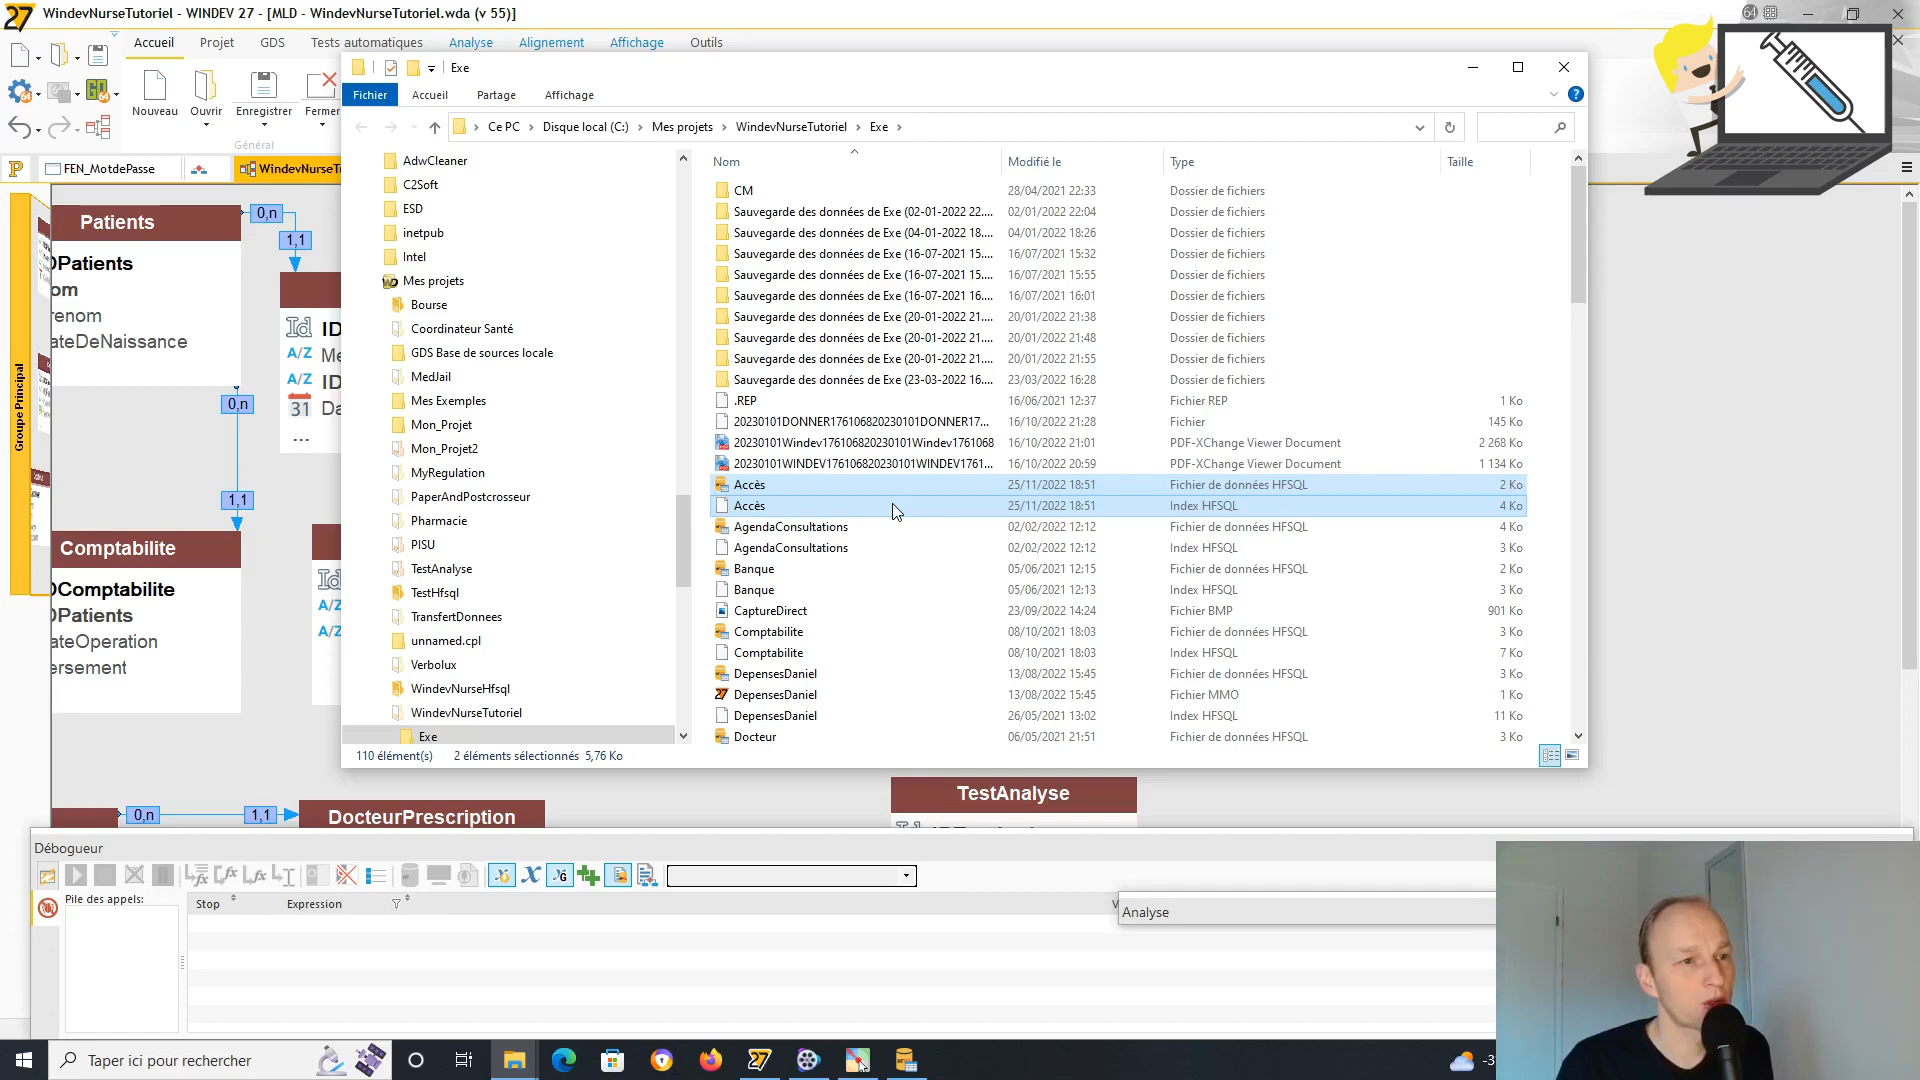 WindevNurseTutoriel - WINDEV 27 - [MLD - WindevNurseTutoriel.wda (v 55)]
Accueil Projet GDS Tests automatiques Analyse Alignement Affichage Outils
Nouveau Ouvrir Enregistrer Fermer
Général
FEN_MotdePasse
WindevNurseT
Exe
Fichier Accueil Partage Affichage
Ce PC Disque local (C:) Mes projets WindevNurseTutoriel Exe
AdwCleaner
C2Soft
ESD
inetpub
Intel
Mes projets
Bourse
Coordinateur Santé
GDS Base de sources locale
MedJail
Mes Exemples
Mon_Projet
Mon_Projet2
MyRegulation
PaperAndPostcrosseur
Pharmacie
PISU
TestAnalyse
TestHfsql
TransfertDonnees
unnamed.cpl
Verbolux
WindevNurseHfsql
WindevNurseTutoriel
Exe
Nom Modifié le Type Taille
CM 28/04/2021 22:33 Dossier de fichiers
Sauvegarde des données de Exe (02-01-2022 22.... 02/01/2022 22:04 Dossier de fichiers
Sauvegarde des données de Exe (04-01-2022 18.... 04/01/2022 18:26 Dossier de fichiers
Sauvegarde des données de Exe (16-07-2021 15.... 16/07/2021 15:32 Dossier de fichiers
Sauvegarde des données de Exe (16-07-2021 15.... 16/07/2021 15:55 Dossier de fichiers
Sauvegarde des données de Exe (16-07-2021 16.... 16/07/2021 16:01 Dossier de fichiers
Sauvegarde des données de Exe (20-01-2022 21.... 20/01/2022 21:38 Dossier de fichiers
Sauvegarde des données de Exe (20-01-2022 21.... 20/01/2022 21:48 Dossier de fichiers
Sauvegarde des données de Exe (20-01-2022 21.... 20/01/2022 21:55 Dossier de fichiers
Sauvegarde des données de Exe (23-03-2022 16.... 23/03/2022 16:28 Dossier de fichiers
.REP 16/06/2021 12:37 Fichier REP 1 Ko
20230101DONNER176106820230101DONNER17... 16/10/2022 21:28 Fichier 145 Ko
20230101Windev176106820230101Windev1761068 16/10/2022 21:01 PDF-XChange Viewer Document 2 268 Ko
20230101WINDEV176106820230101WINDEV1761... 16/10/2022 20:59 PDF-XChange Viewer Document 1 134 Ko
Accès 25/11/2022 18:51 Fichier de données HFSQL 2 Ko
Accès 25/11/2022 18:51 Index HFSQL 4 Ko
AgendaConsultations 02/02/2022 12:12 Fichier de données HFSQL 4 Ko
AgendaConsultations 02/02/2022 12:12 Index HFSQL 3 Ko
Banque 05/06/2021 12:15 Fichier de données HFSQL 2 Ko
Banque 05/06/2021 12:13 Index HFSQL 3 Ko
CaptureDirect 23/09/2022 14:24 Fichier BMP 901 Ko
Comptabilite 08/10/2021 18:03 Fichier de données HFSQL 3 Ko
Comptabilite 08/10/2021 18:03 Index HFSQL 7 Ko
DepensesDaniel 13/08/2022 15:45 Fichier de données HFSQL 3 Ko
DepensesDaniel 13/08/2022 15:45 Fichier MMO 1 Ko
DepensesDaniel 26/05/2021 13:02 Index HFSQL 11 Ko
Docteur 06/05/2021 21:51 Fichier de données HFSQL 3 Ko
110 élément(s) 2 éléments sélectionnés 5,76 Ko
Groupe Principal
Patients
0,n
1,1
DPatients
om
renom
ateDeNaissance
Id ID
A/Z Me
A/Z ID
31 Da
...
0,n
1,1
Comptabilite
DComptabilite
DPatients
ateOperation
ersement
Id
A/Z
A/Z
0,n 1,1 DocteurPrescription
TestAnalyse
Débogueur
Pile des appels: Stop Expression V
Analyse
Taper ici pour rechercher
-3